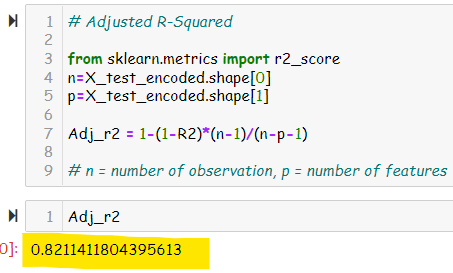 1 # Adjusted R-Squared
2
3 from sklearn.metrics import r2_score
4 n=X_test_encoded.shape[0]
5 p=X_test_encoded.shape[1]
6
7 Adj_r2 = 1-(1-R2)*(n-1)/(n-p-1)
8
9 # n = number of observation, p = number of features
1 Adj_r2
0]: 0.8211411804395613